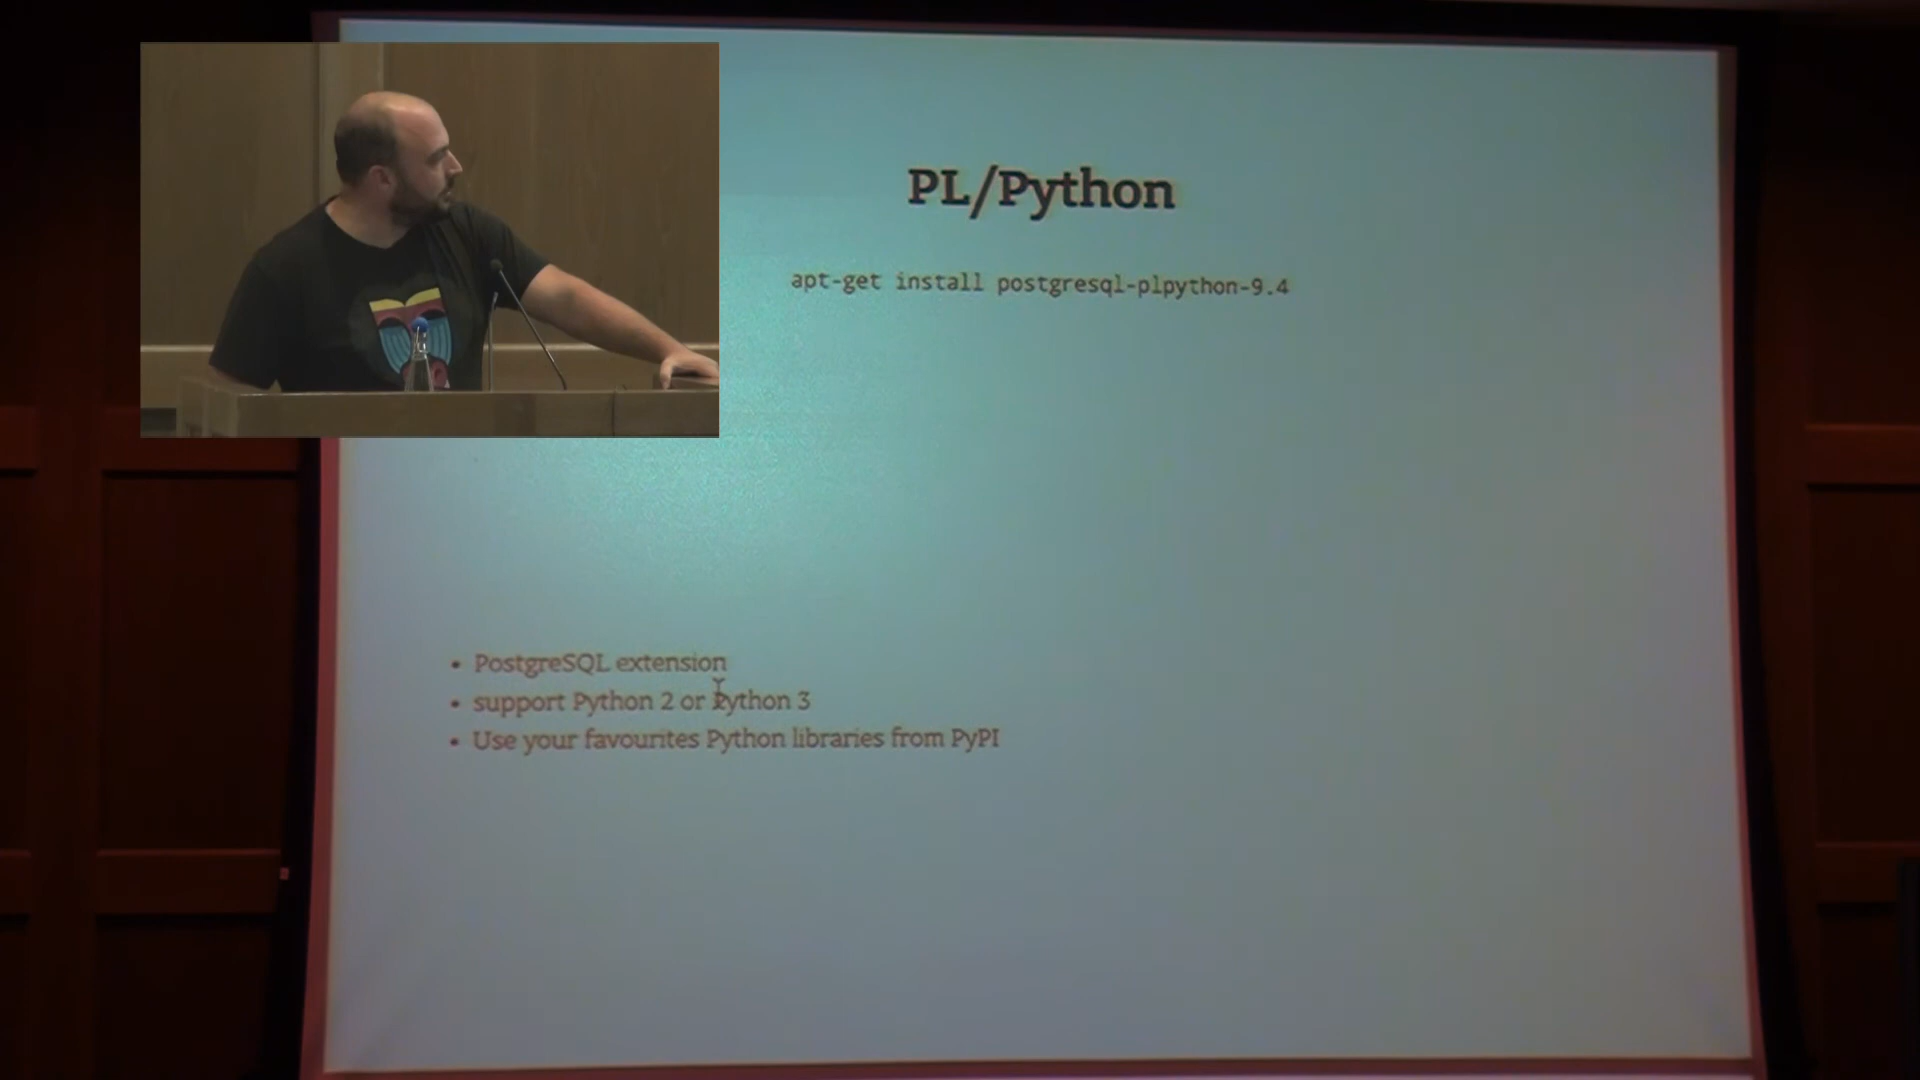 PL/Python
apt-get install postgresql-plpython-9.4
• PostgreSQL extension
• support Python 2 or Python 3
• Use your favourites Python libraries from PyPI